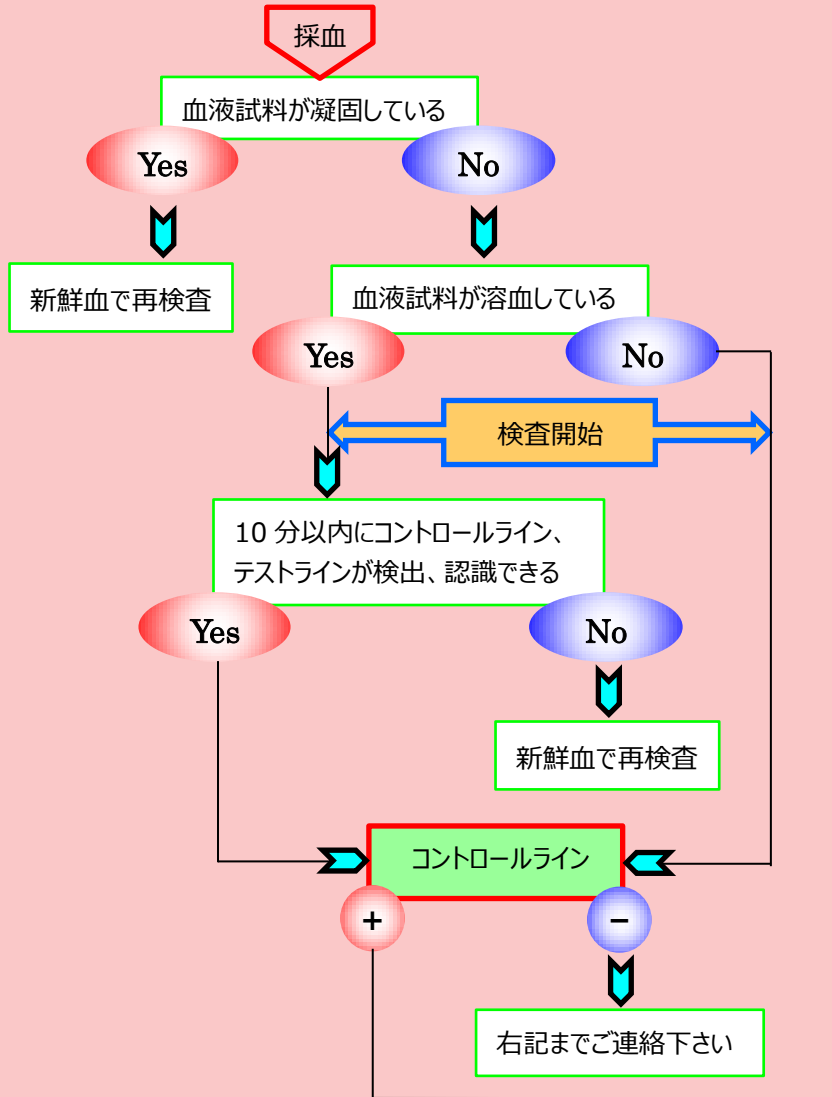 採血
血液試料が凝固している
Yes
No
新鮮血で再検査
血液試料が溶血している
Yes
No
検査開始
10 分以内にコントロールライン、
テストラインが検出、認識できる
Yes
No
新鮮血で再検査
コントロールライン
+
−
右記までご連絡下さい